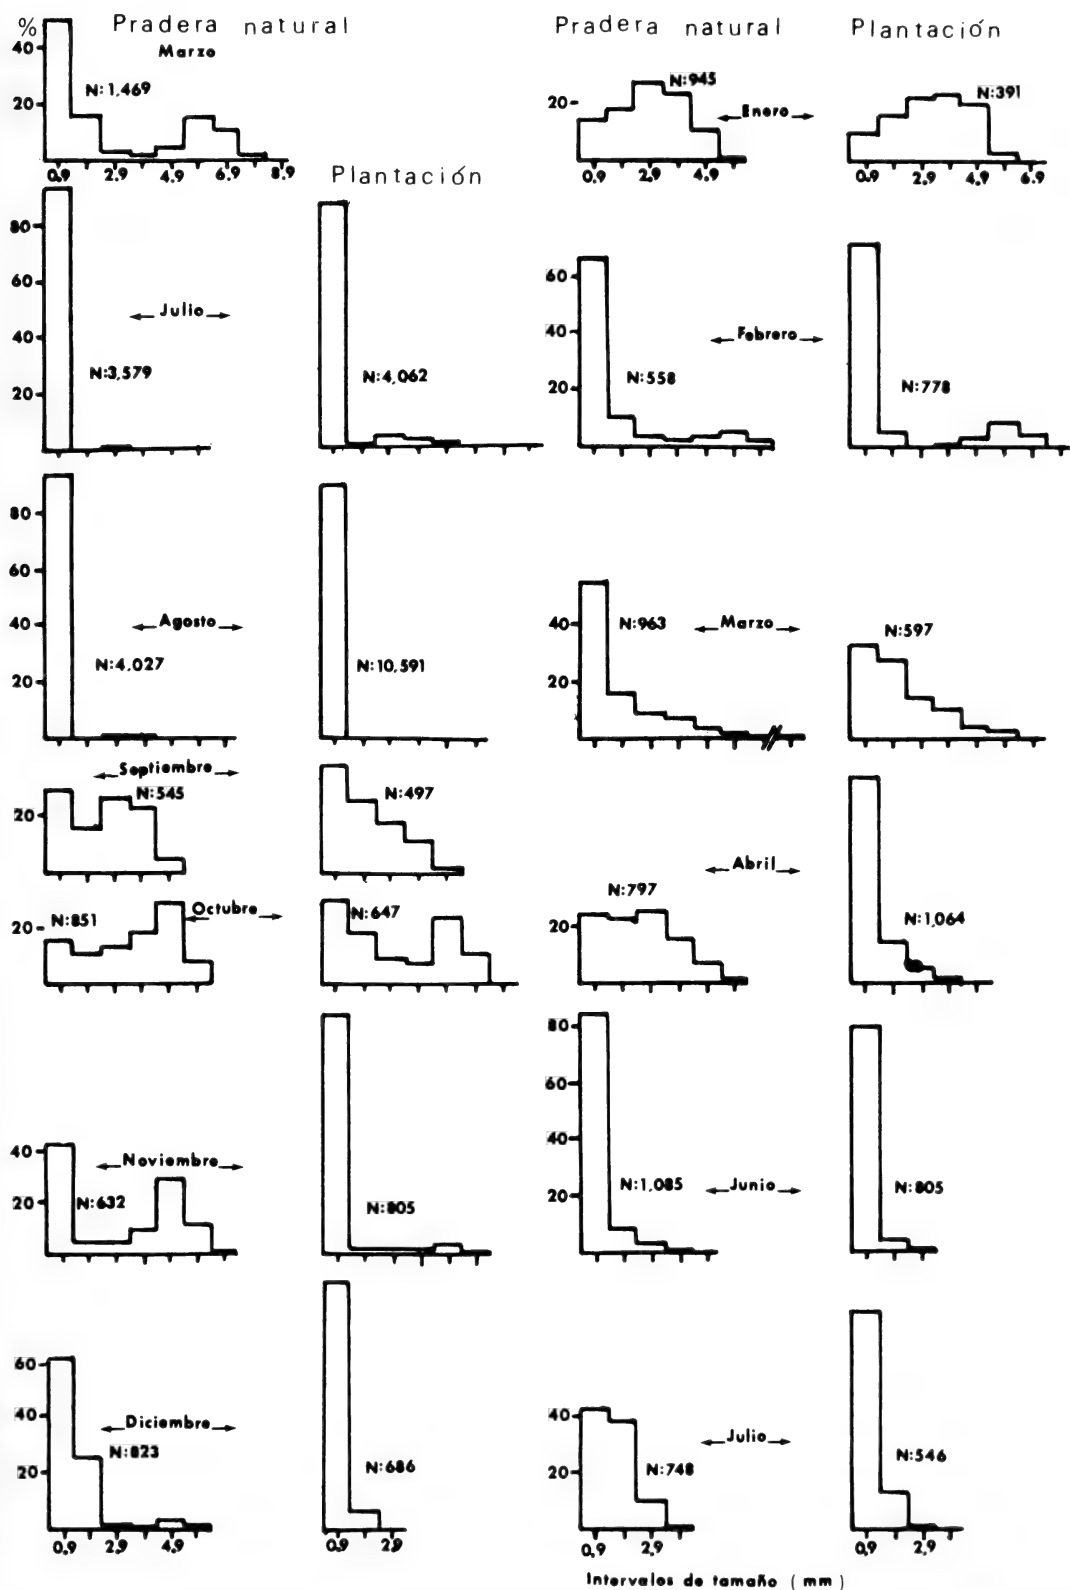 Pradera natural
Marzo
%
40
20
N:1,469
0.9 2.9 4.9 6.9 8.9
Plantación
80
60
40
20
Julio
N:3,579
N:4,062
80
60
40
20
Agosto
N:4,027
N:10,591
Septiembre
20
N:545
N:497
Octubre
20
N:851
N:647
40
20
Noviembre
N:632
N:805
60
40
20
Diciembre
N:823
N:686
0.9 4.9
2.9
Pradera natural
Plantación
20
N:945
Enero
N:391
0.9 2.9 4.9
0.9 2.9 4.9 6.9
60
40
20
Febrero
N:558
N:778
40
20
N:963
Marzo
N:597
20
Abril
N:797
N:1,064
80
60
40
20
N:1,085
Junio
N:805
40
20
Julio
N:748
N:546
0.9 2.9
0.9 2.9
Intervalos de tamaño (mm)